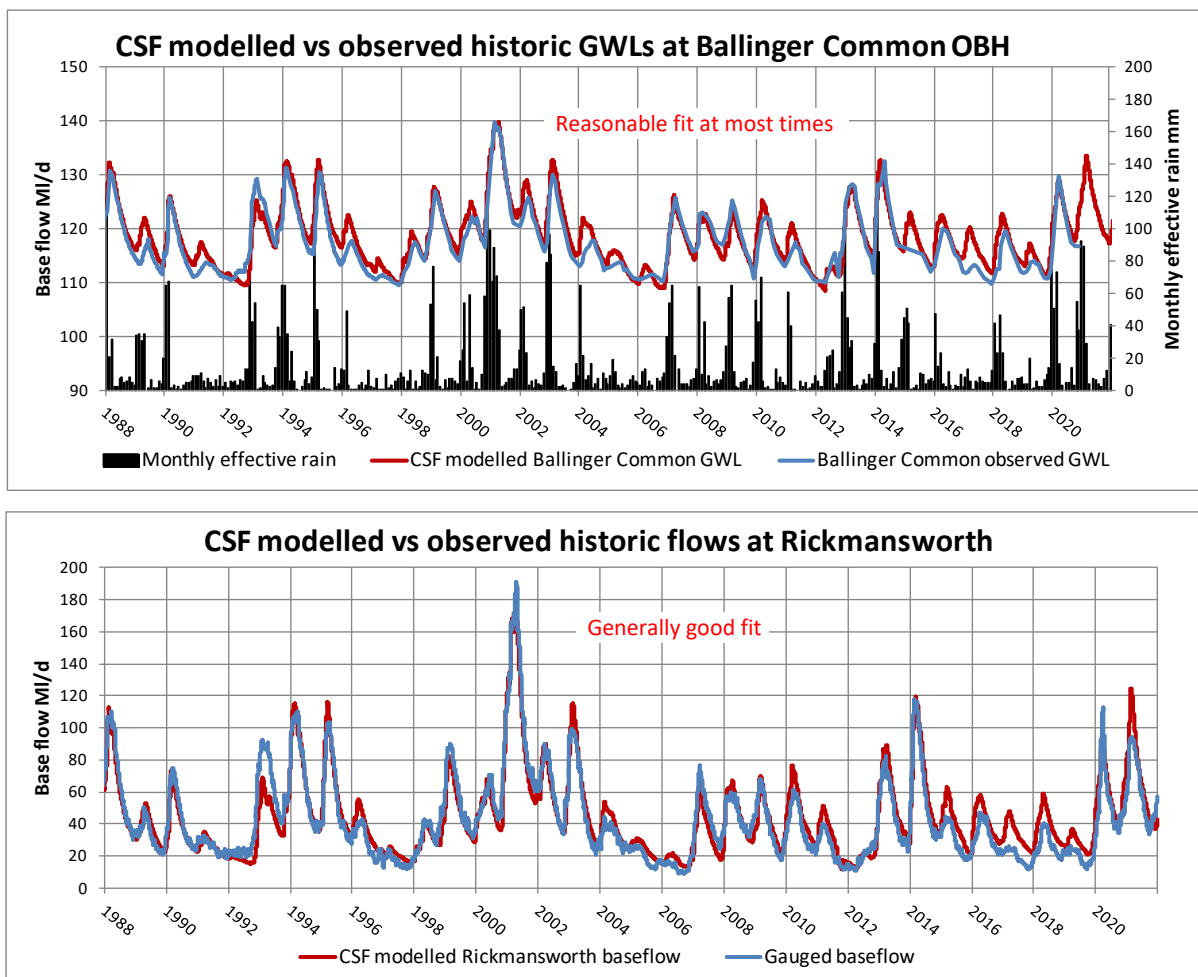 CSF modelled vs observed historic GWLs at Ballinger Common OBH
150
140
130
120
110
100
90
Base flow Ml/d
Reasonable fit at most times
200
180
160
140
120
100
80
60
40
20
0
Monthly effective rain mm
1988 1990 1992 1994 1996 1998 2000 2002 2004 2006 2008 2010 2012 2014 2016 2018 2020
Monthly effective rain CSF modelled Ballinger Common GWL Ballinger Common observed GWL
CSF modelled vs observed historic flows at Rickmansworth
200
180
160
140
120
100
80
60
40
20
0
Base flow Ml/d
Generally good fit
1988 1990 1992 1994 1996 1998 2000 2002 2004 2006 2008 2010 2012 2014 2016 2018 2020
CSF modelled Rickmansworth baseflow Gauged baseflow